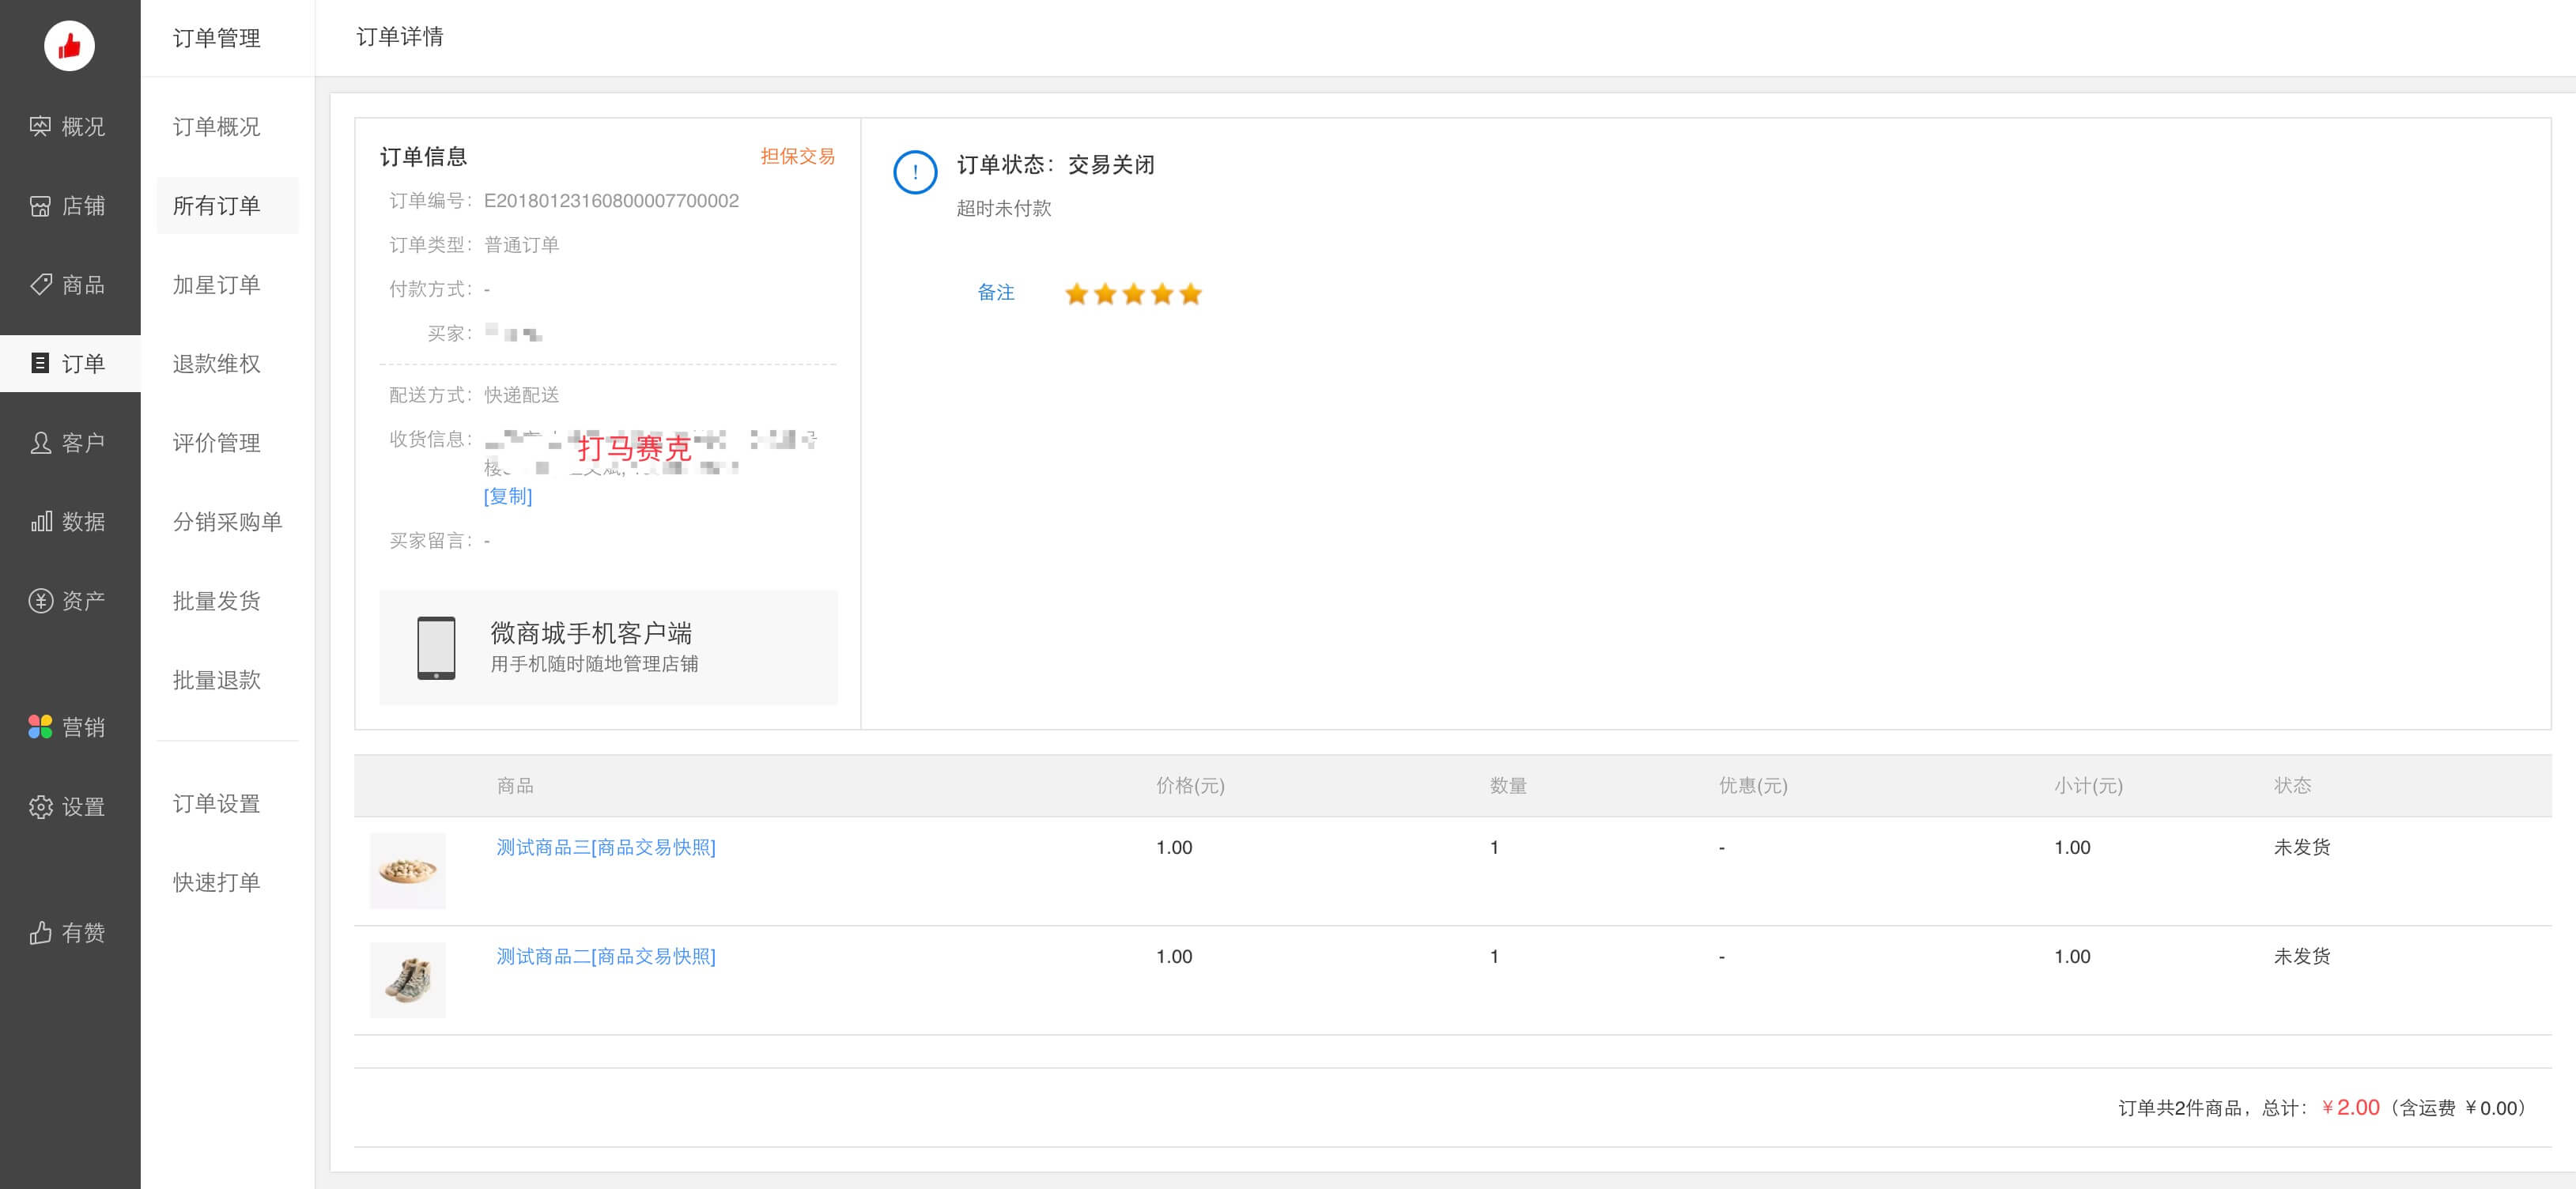 概况
店铺
商品
订单
客户
数据
资产
营销
设置
有赞
订单管理
订单概况
所有订单
加星订单
退款维权
评价管理
分销采购单
批量发货
批量退款
订单设置
快速打单
订单详情
订单信息 担保交易
订单编号： E20180123160800007700002
订单类型： 普通订单
付款方式： -
买家：
配送方式： 快递配送
收货信息：
打马赛克
[复制]
买家留言： -
微商城手机客户端
用手机随时随地管理店铺
! 订单状态：交易关闭
超时未付款
备注
商品 价格(元) 数量 优惠(元) 小计(元) 状态
测试商品三[商品交易快照] 1.00 1 - 1.00 未发货
测试商品二[商品交易快照] 1.00 1 - 1.00 未发货
订单共2件商品，总计：￥2.00（含运费 ￥0.00）